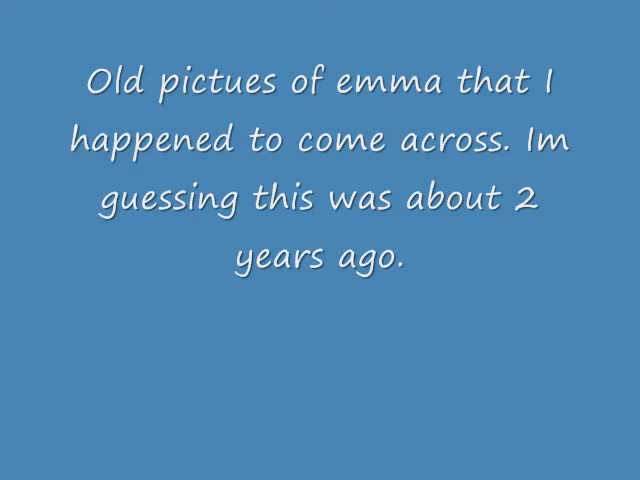 Old pictues of emma that I
happened to come across. Im
guessing this was about 2
years ago.